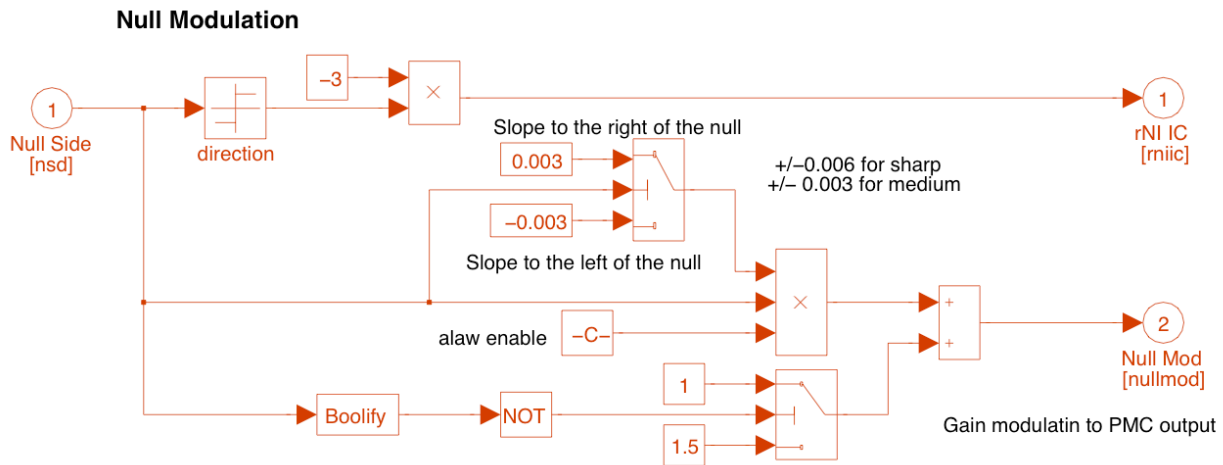 Null Modulation
−3
×
1
Null Side
[nsd]
direction
1
rNI IC
[rniic]
Slope to the right of the null
0.003
+/−0.006 for sharp
+/− 0.003 for medium
−0.003
Slope to the left of the null
×
+
+
alaw enable
−C−
2
Null Mod
[nullmod]
1
Boolify
NOT
1.5
Gain modulatin to PMC output